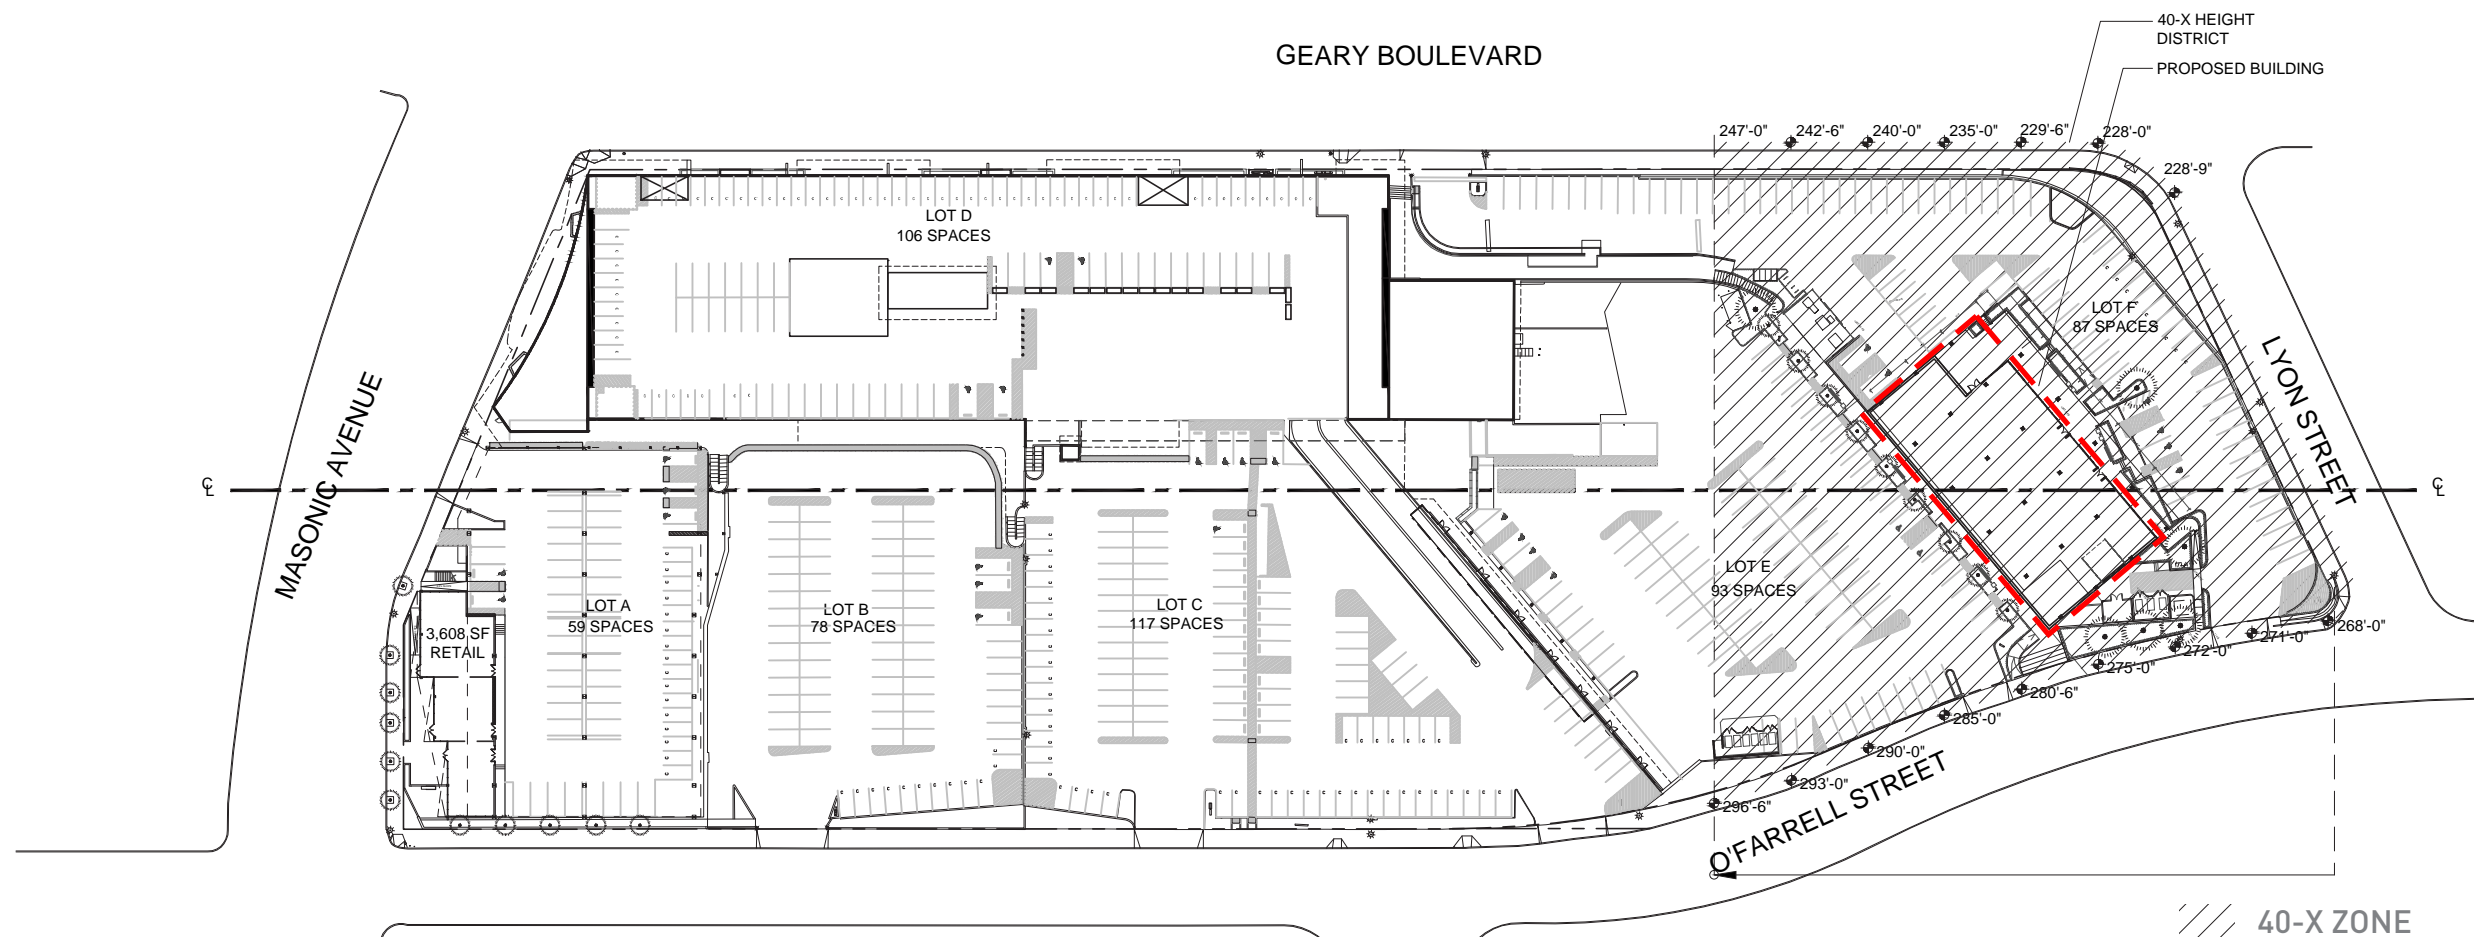 40-X HEIGHT
DISTRICT
GEARY BOULEVARD
PROPOSED BUILDING
247'-0"
242'-6"
240'-0"
235'-0"
229'-6"
228'-0"
228'-9"
LOT D
106 SPACES
LOT F
87 SPACES
LYON STREET
MASONIC AVENUE
CL
CL
LOT E
93 SPACES
LOT A
59 SPACES
LOT B
78 SPACES
LOT C
117 SPACES
3,608 SF
RETAIL
268'-0"
271'-0"
272'-0"
275'-0"
280'-6"
285'-0"
290'-0"
293'-0"
296'-6"
O'FARRELL STREET
40-X ZONE